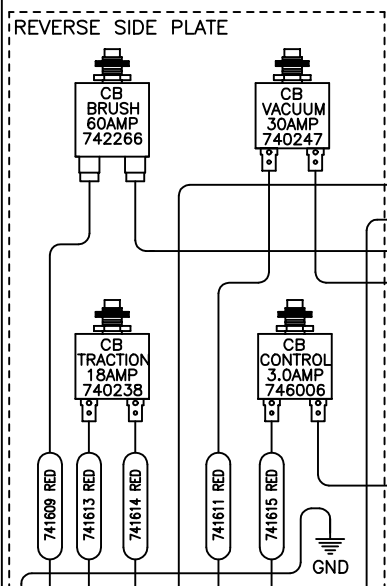 REVERSE SIDE PLATE
CB
BRUSH
60AMP
742266
CB
VACUUM
30AMP
740247
CB
TRACTION
18AMP
740238
CB
CONTROL
3.0AMP
746006
741609 RED
741613 RED
741614 RED
741611 RED
741615 RED
GND